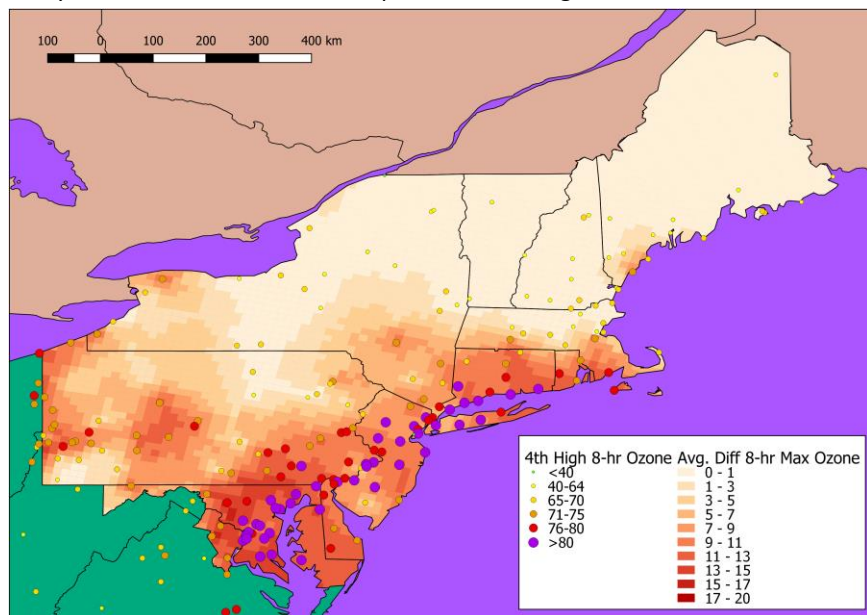 100 0 100 200 300 400 km
4th High 8-hr Ozone Avg. Diff 8-hr Max Ozone
<40 0 - 1
40-64 1 - 3
65-70 3 - 5
71-75 5 - 7
76-80 7 - 9
>80 9 - 11
11 - 13
13 - 15
15 - 17
17 - 20